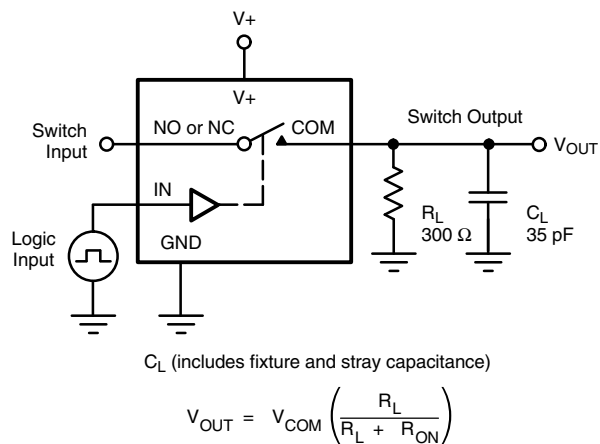 V+
V+
Switch Output
Switch
Input
NO or NC
COM
V_OUT
IN
R_L
300 Ω
C_L
35 pF
Logic
Input
GND
C_L (includes fixture and stray capacitance)
V_OUT = V_COM (R_L / (R_L + R_ON))